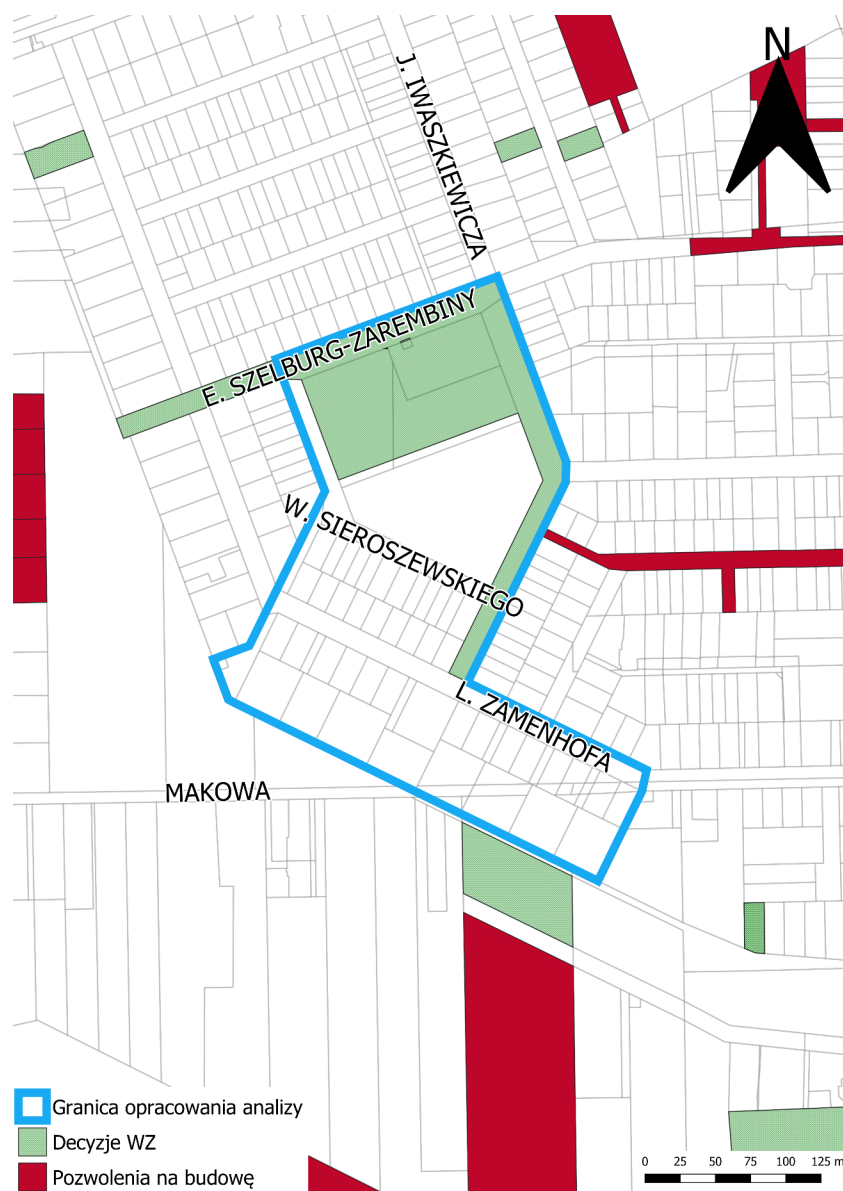 N
J. IWASZKIEWICZA
E. SZELBURG-ZAREMBINY
W. SIEROSZEWSKIEGO
L. ZAMENHOFA
MAKOWA
Granica opracowania analizy
Decyzje WZ
Pozwolenia na budowę
0 25 50 75 100 125 m